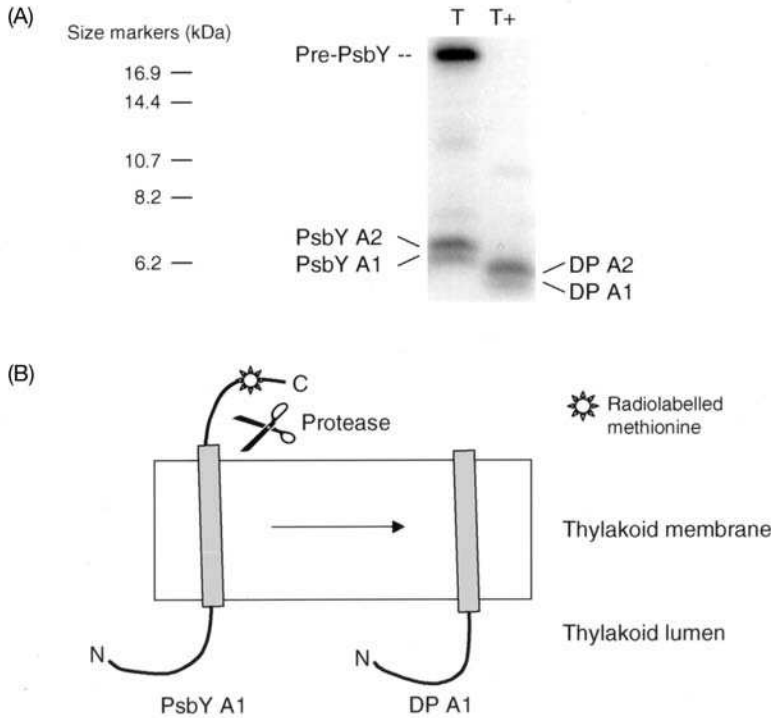 (A)
T T+
Size markers (kDa)
Pre-PsbY --
16.9
14.4
10.7
8.2
PsbY A2
PsbY A1
6.2
DP A2
DP A1
(B)
C
Protease
Radiolabelled
methionine
Thylakoid membrane
Thylakoid lumen
N
N
PsbY A1
DP A1